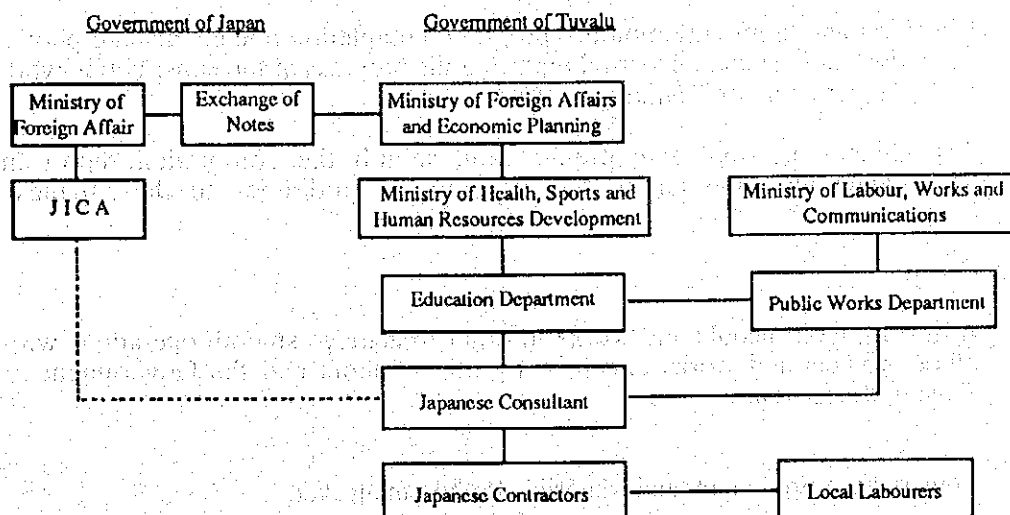 Government of Japan
Government of Tuvalu
Ministry of
Foreign Affair
Exchange of
Notes
Ministry of Foreign Affairs
and Economic Planning
JICA
Ministry of Health, Sports and
Human Resources Development
Ministry of Labour, Works and
Communications
Education Department
Public Works Department
Japanese Consultant
Japanese Contractors
Local Labourers